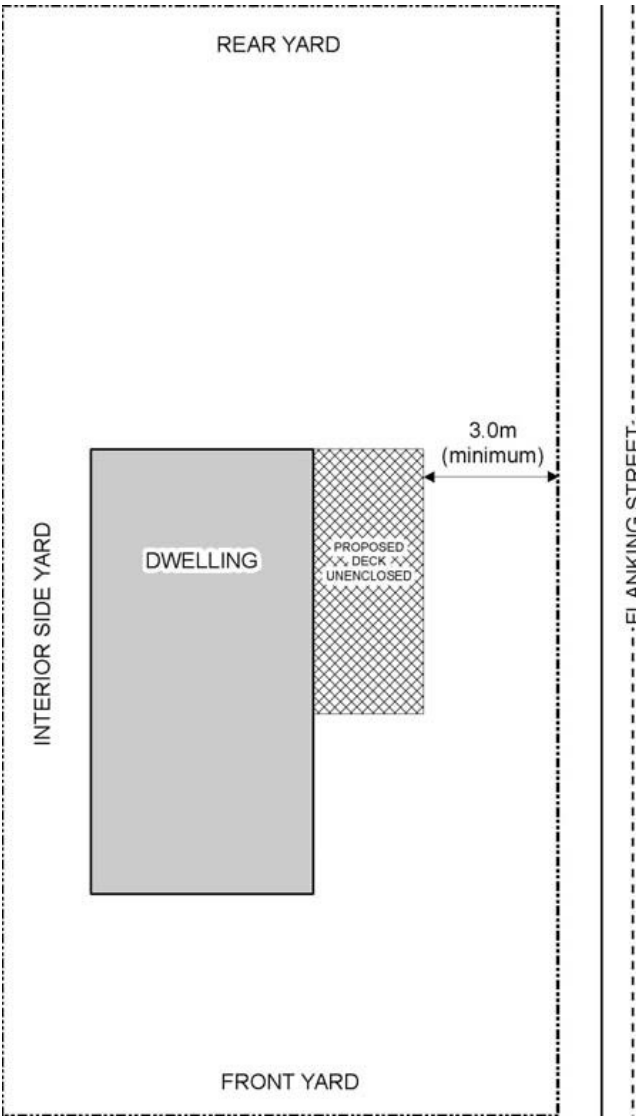 REAR YARD
3.0m
(minimum)
FLANKING STREET
INTERIOR SIDE YARD
DWELLING
PROPOSED
DECK
UNENCLOSED
FRONT YARD